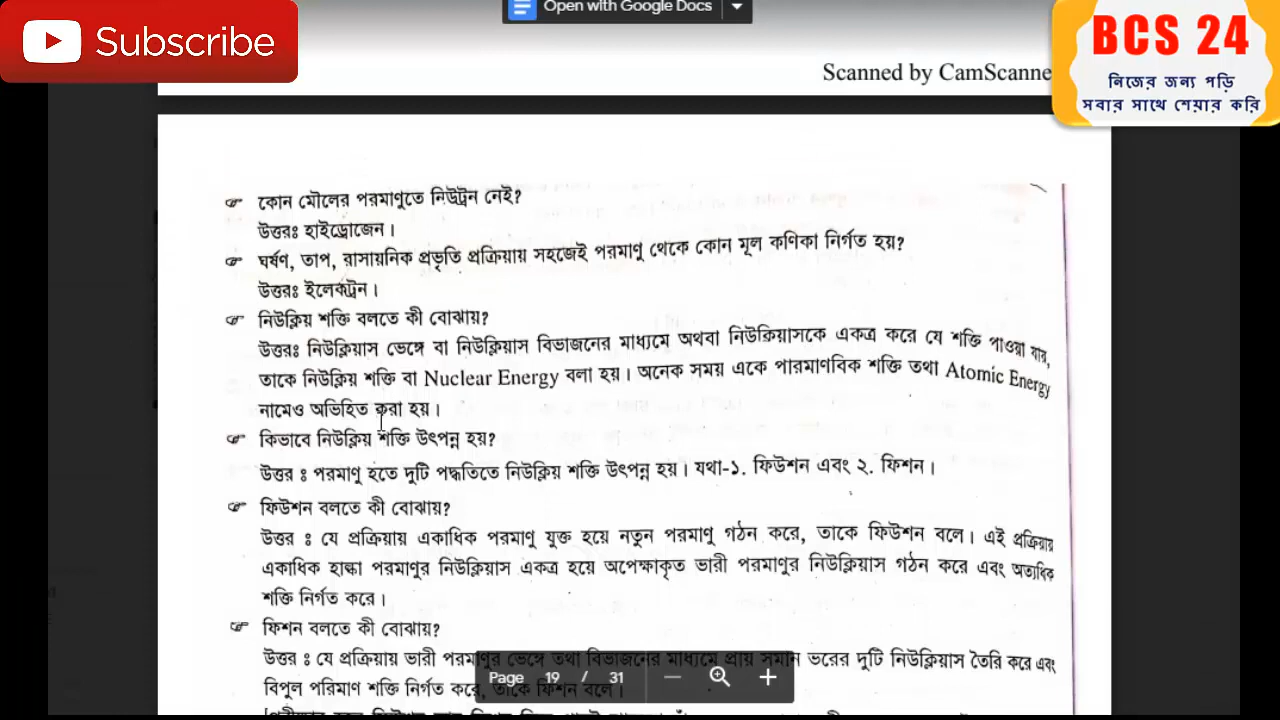 Open with Google Docs
Subscribe
BCS 24
নিজের জন্য পড়ি
সবার সাথে শেয়ার করি
Scanned by CamScanne
☞ কোন মৌলের পরমাণুতে নিউট্রন নেই?
উত্তরঃ হাইড্রোজেন।
☞ ঘর্ষণ, তাপ, রাসায়নিক প্রভৃতি প্রক্রিয়ায় সহজেই পরমাণু থেকে কোন মূল কণিকা নির্গত হয়?
উত্তরঃ ইলেকট্রন।
☞ নিউক্লিয় শক্তি বলতে কী বোঝায়?
উত্তরঃ নিউক্লিয়াস ভেঙ্গে বা নিউক্লিয়াস বিভাজনের মাধ্যমে অথবা নিউক্লিয়াসকে একত্র করে যে শক্তি পাওয়া যায়,
তাকে নিউক্লিয় শক্তি বা Nuclear Energy বলা হয়। অনেক সময় একে পারমাণবিক শক্তি তথা Atomic Energy
নামেও অভিহিত করা হয়।
☞ কিভাবে নিউক্লিয় শক্তি উৎপন্ন হয়?
উত্তর ঃ পরমাণু হতে দুটি পদ্ধতিতে নিউক্লিয় শক্তি উৎপন্ন হয়। যথা-১. ফিউশন এবং ২. ফিশন।
☞ ফিউশন বলতে কী বোঝায়?
উত্তর ঃ যে প্রক্রিয়ায় একাধিক পরমাণু যুক্ত হয়ে নতুন পরমাণু গঠন করে, তাকে ফিউশন বলে। এই প্রক্রিয়ায়
একাধিক হাল্কা পরমাণুর নিউক্লিয়াস একত্র হয়ে অপেক্ষাকৃত ভারী পরমাণুর নিউক্লিয়াস গঠন করে এবং অত্যধিক
শক্তি নির্গত করে।
☞ ফিশন বলতে কী বোঝায়?
উত্তর ঃ যে প্রক্রিয়ায় ভারী পরমাণুর ভেঙ্গে তথা বিভাজনের মাধ্যমে প্রায় সমান ভরের দুটি নিউক্লিয়াস তৈরি করে এবং
বিপুল পরিমাণ শক্তি নির্গত করে, তাকে ফিশন বলে।
Page 19 / 31